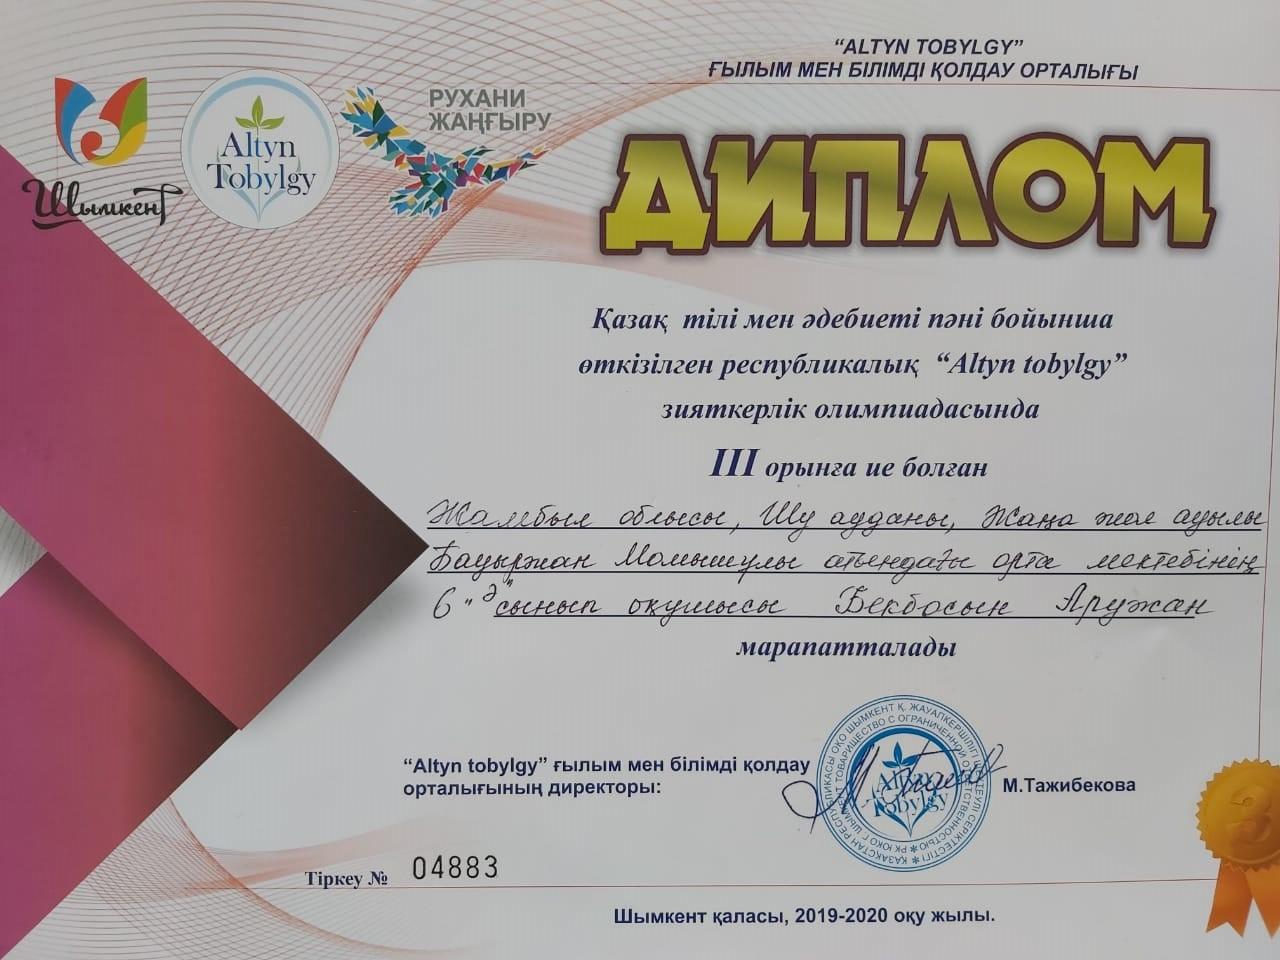 “ALTYN TOBYLGY”
ҒЫЛЫМ МЕН БІЛІМДІ ҚОЛДАУ ОРТАЛЫҒЫ
Шымкент
Altyn
Tobylgy
РУХАНИ
ЖАҢҒЫРУ
ДИПЛОМ
Қазақ тілі мен әдебиеті пәні бойынша
өткізілген республикалық “Altyn tobylgy”
зияткерлік олимпиадасында
III орынға ие болған
Жамбыл облысы, Шу ауданы, Жаңа жол ауылы
Бауыржан Момышұлы атындағы орта мектебінің
6 "Ә" сынып оқушысы Бекбосын Аружан
марапатталады
“Altyn tobylgy” ғылым мен білімді қолдау
орталығының директоры:
Altyn
Tobylgy
М.Тажибекова
3
Тіркеу № 04883
Шымкент қаласы, 2019-2020 оқу жылы.